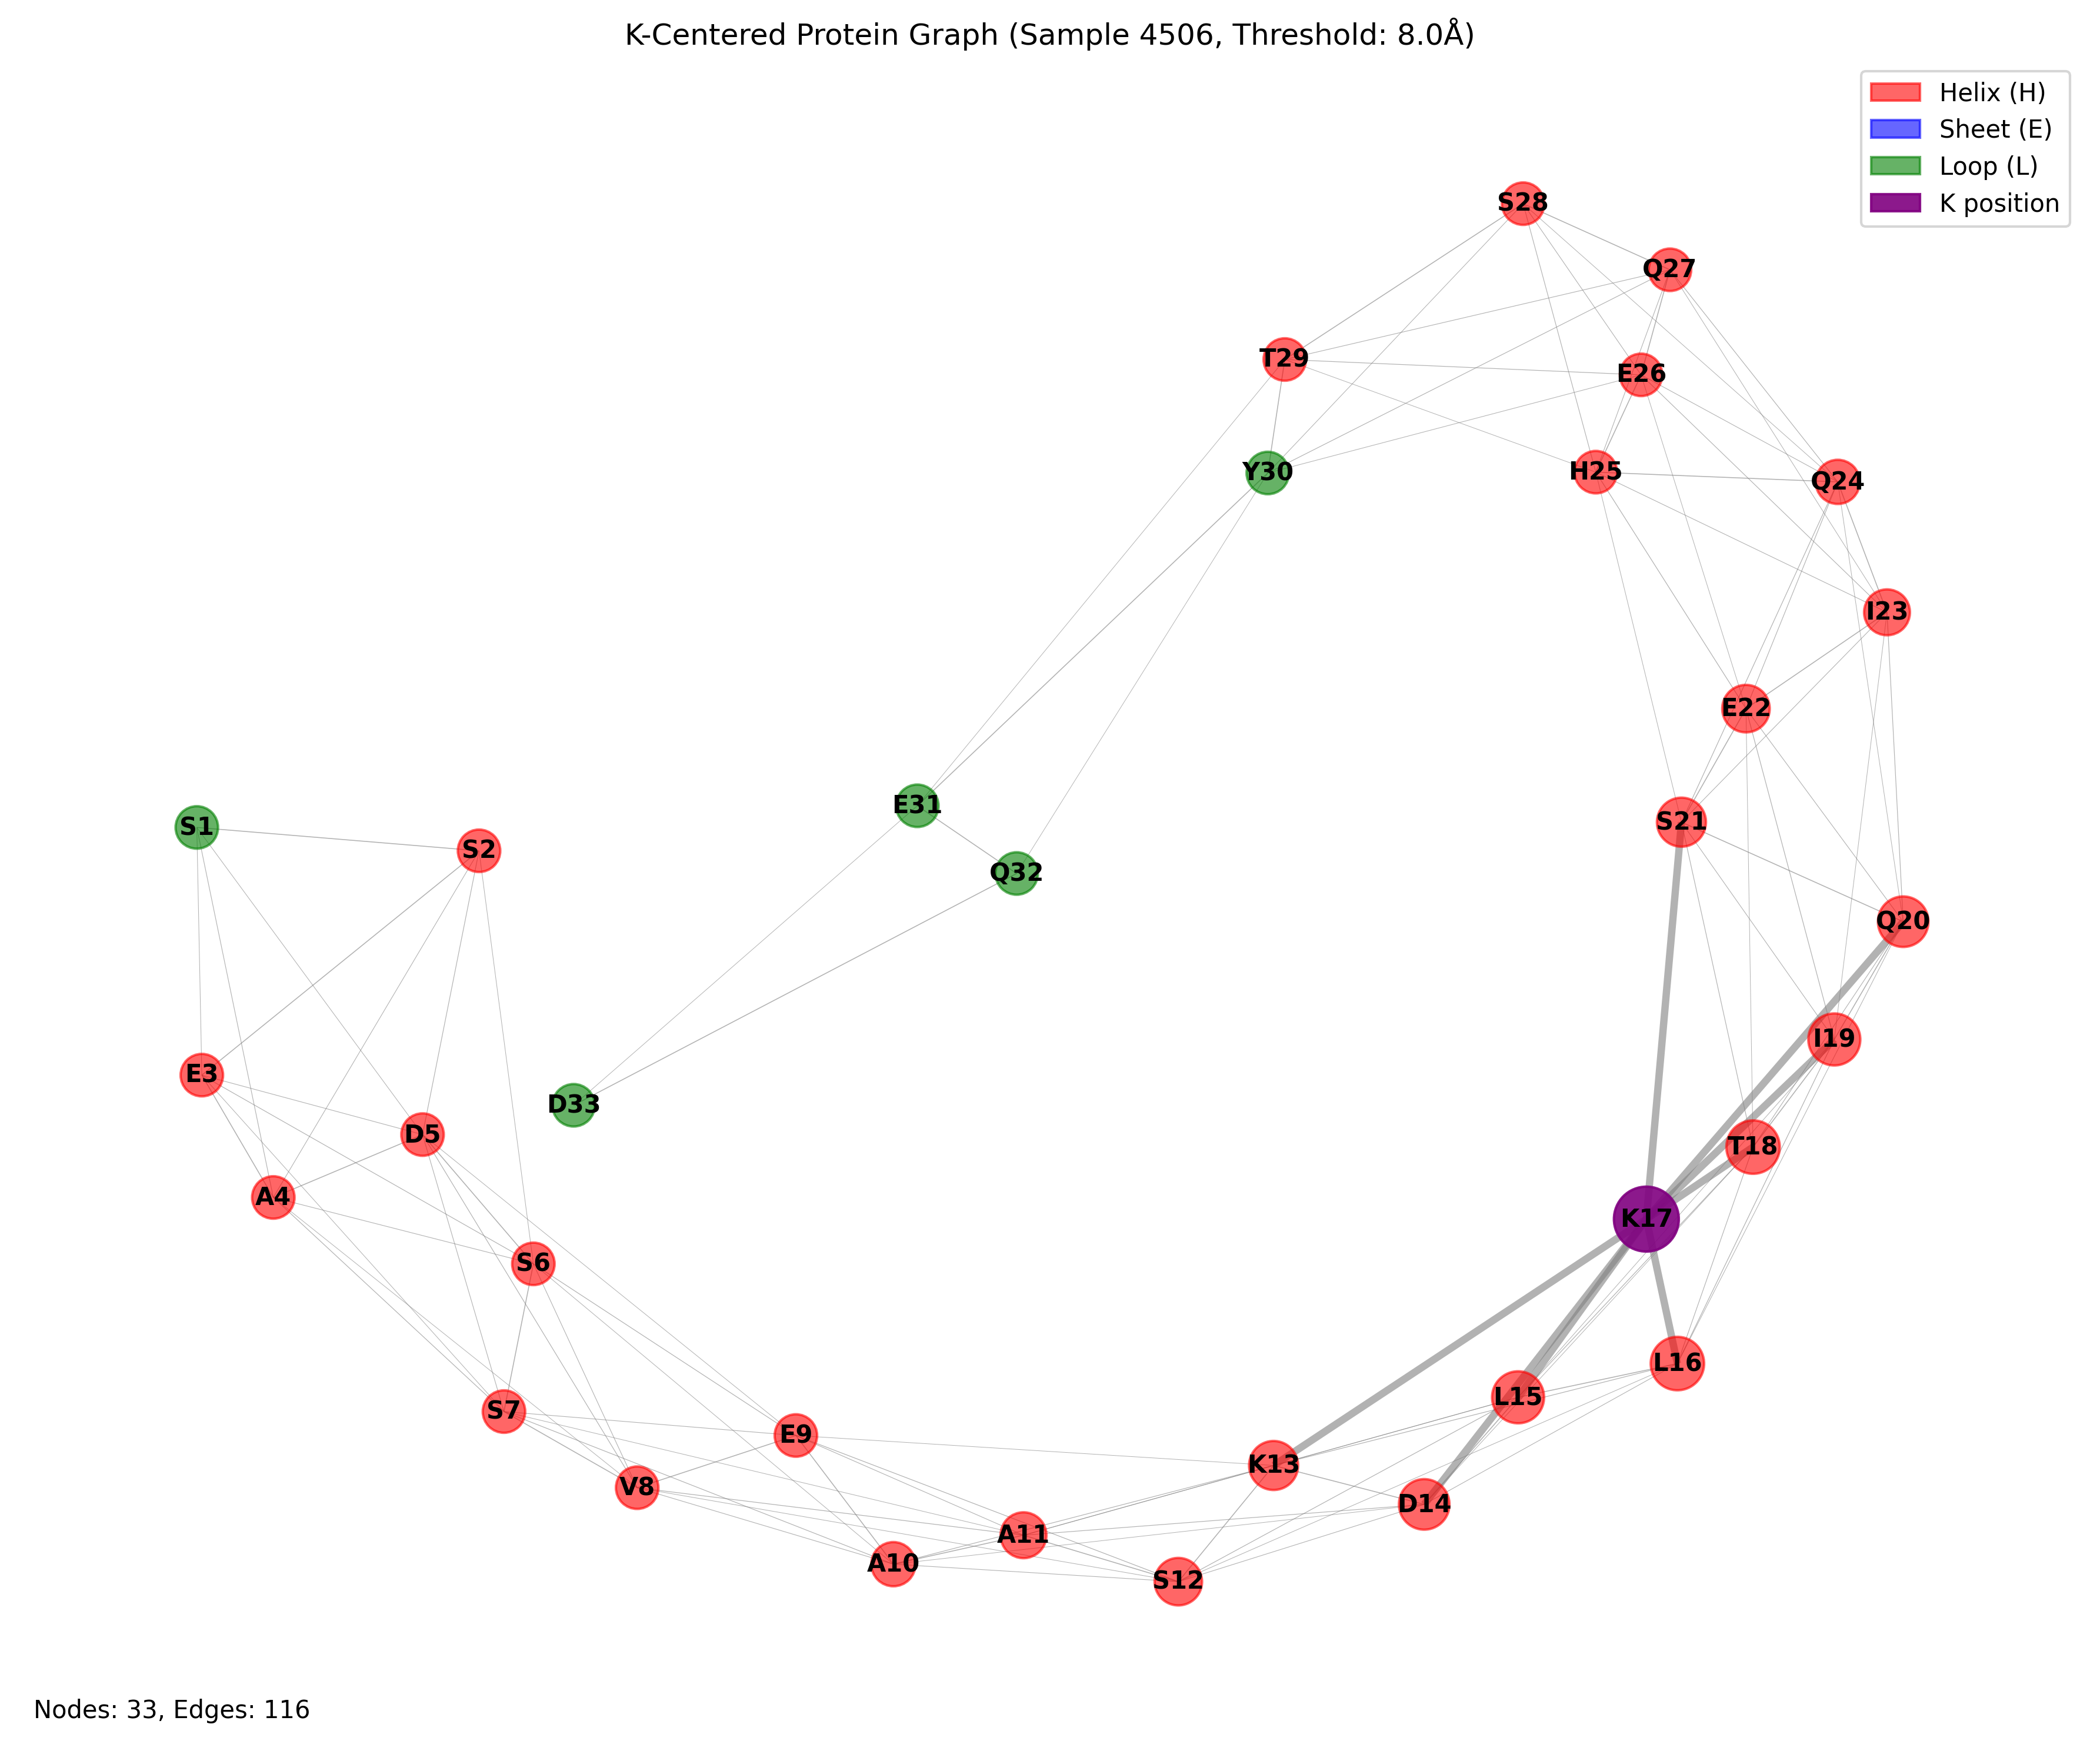 K-Centered Protein Graph (Sample 4506, Threshold: 8.0Å)
Helix (H)
Sheet (E)
Loop (L)
K position
S28
Q27
T29
E26
Y30
H25
Q24
I23
E22
E31
S21
S1
S2
Q32
Q20
I19
E3
D33
D5
T18
A4
K17
S6
L16
L15
S7
E9
K13
V8
D14
A11
A10
S12
Nodes: 33, Edges: 116